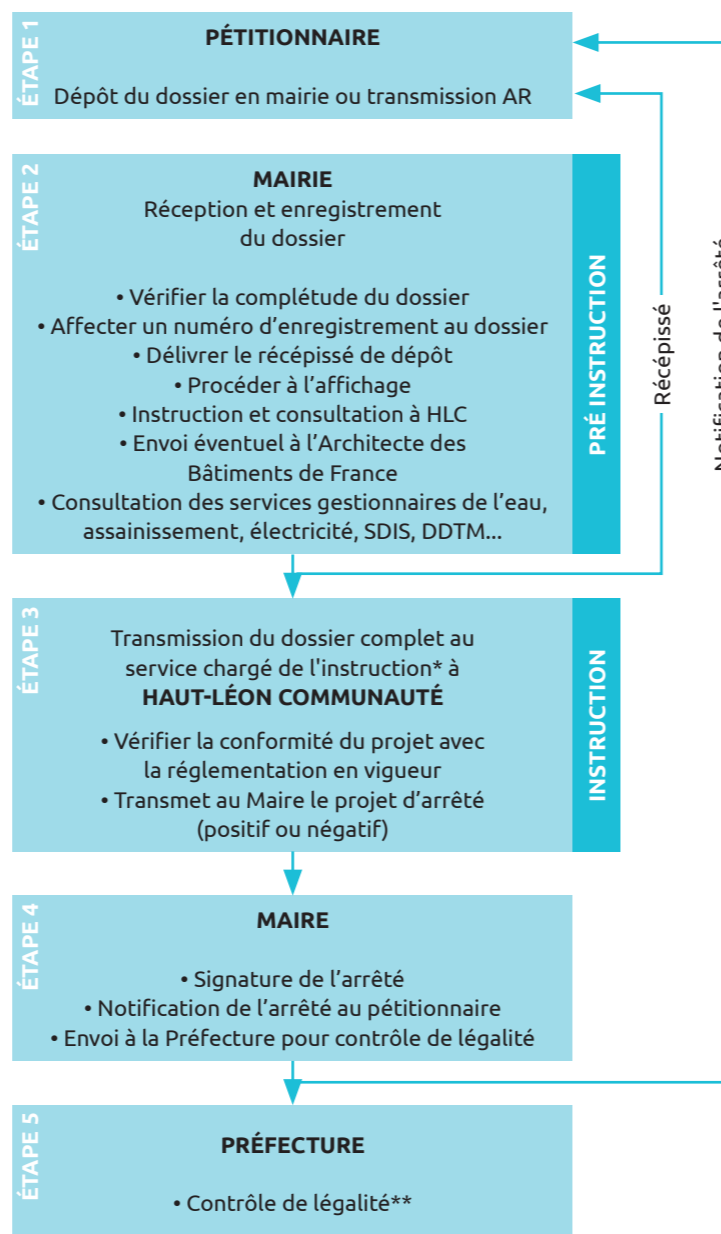 ÉTAPE 1
PÉTITIONNAIRE
Dépôt du dossier en mairie ou transmission AR
ÉTAPE 2
MAIRIE
Réception et enregistrement
du dossier
• Vérifier la complétude du dossier
• Affecter un numéro d’enregistrement au dossier
• Délivrer le récépissé de dépôt
• Procéder à l’affichage
• Instruction et consultation à HLC
• Envoi éventuel à l’Architecte des
Bâtiments de France
• Consultation des services gestionnaires de l’eau,
assainissement, électricité, SDIS, DDTM...
PRÉ INSTRUCTION
Récépissé
Notification de l'arrêté
ÉTAPE 3
Transmission du dossier complet au
service chargé de l'instruction* à
HAUT-LÉON COMMUNAUTÉ
• Vérifier la conformité du projet avec
la réglementation en vigueur
• Transmet au Maire le projet d’arrêté
(positif ou négatif)
INSTRUCTION
ÉTAPE 4
MAIRE
• Signature de l’arrêté
• Notification de l’arrêté au pétitionnaire
• Envoi à la Préfecture pour contrôle de légalité
ÉTAPE 5
PRÉFECTURE
• Contrôle de légalité**